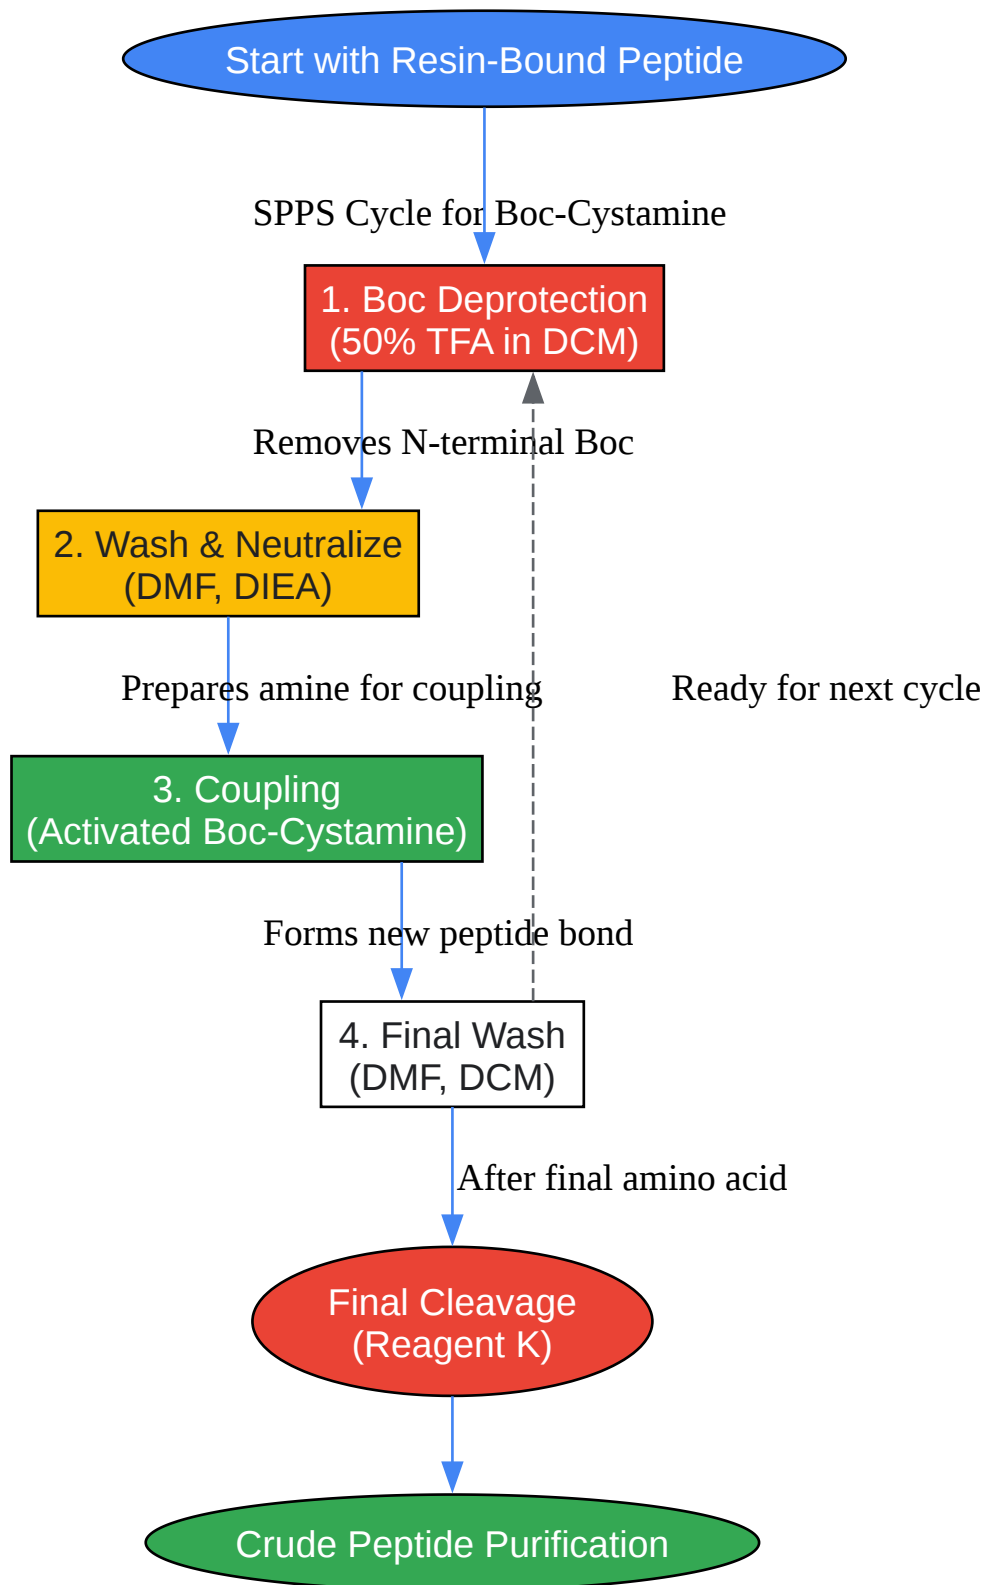 Start with Resin-Bound Peptide
SPPS Cycle for Boc-Cystamine
1. Boc Deprotection
(50% TFA in DCM)
Removes N-terminal Boc
2. Wash & Neutralize
(DMF, DIEA)
Prepares amine for coupling
Ready for next cycle
3. Coupling
(Activated Boc-Cystamine)
Forms new peptide bond
4. Final Wash
(DMF, DCM)
After final amino acid
Final Cleavage
(Reagent K)
Crude Peptide Purification